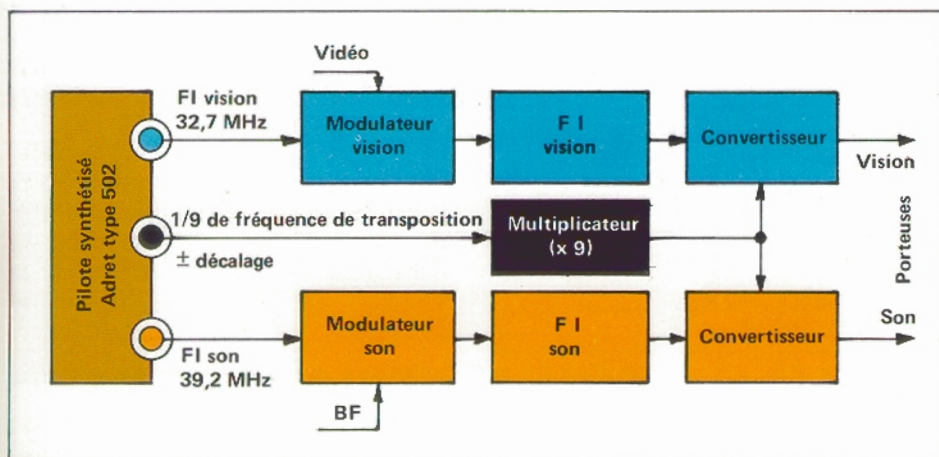 Vidéo
FI vision
32,7 MHz
Modulateur
vision
F I
vision
Convertisseur
Vision
Pilote synthétisé
Adret type 502
1/9 de fréquence de transposition
± décalage
Multiplicateur
(x 9)
Porteuses
FI son
39,2 MHz
Modulateur
son
F I
son
Convertisseur
Son
BF